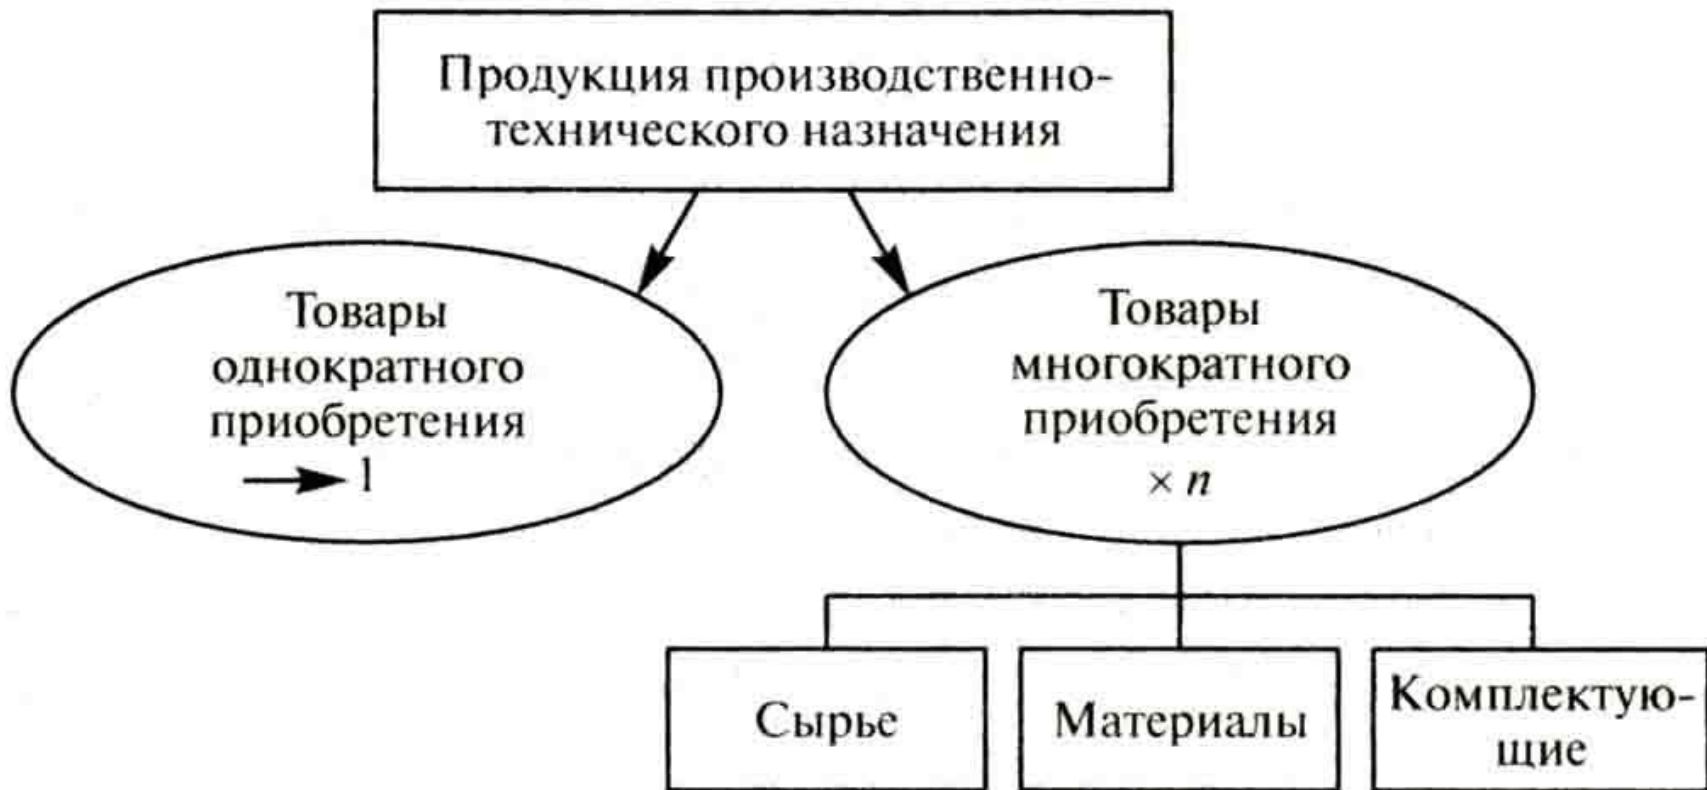 Продукция производственно-
технического назначения
Товары
однократного
приобретения
→ 1
Товары
многократного
приобретения
× n
Сырье
Материалы
Комплектую-
щие